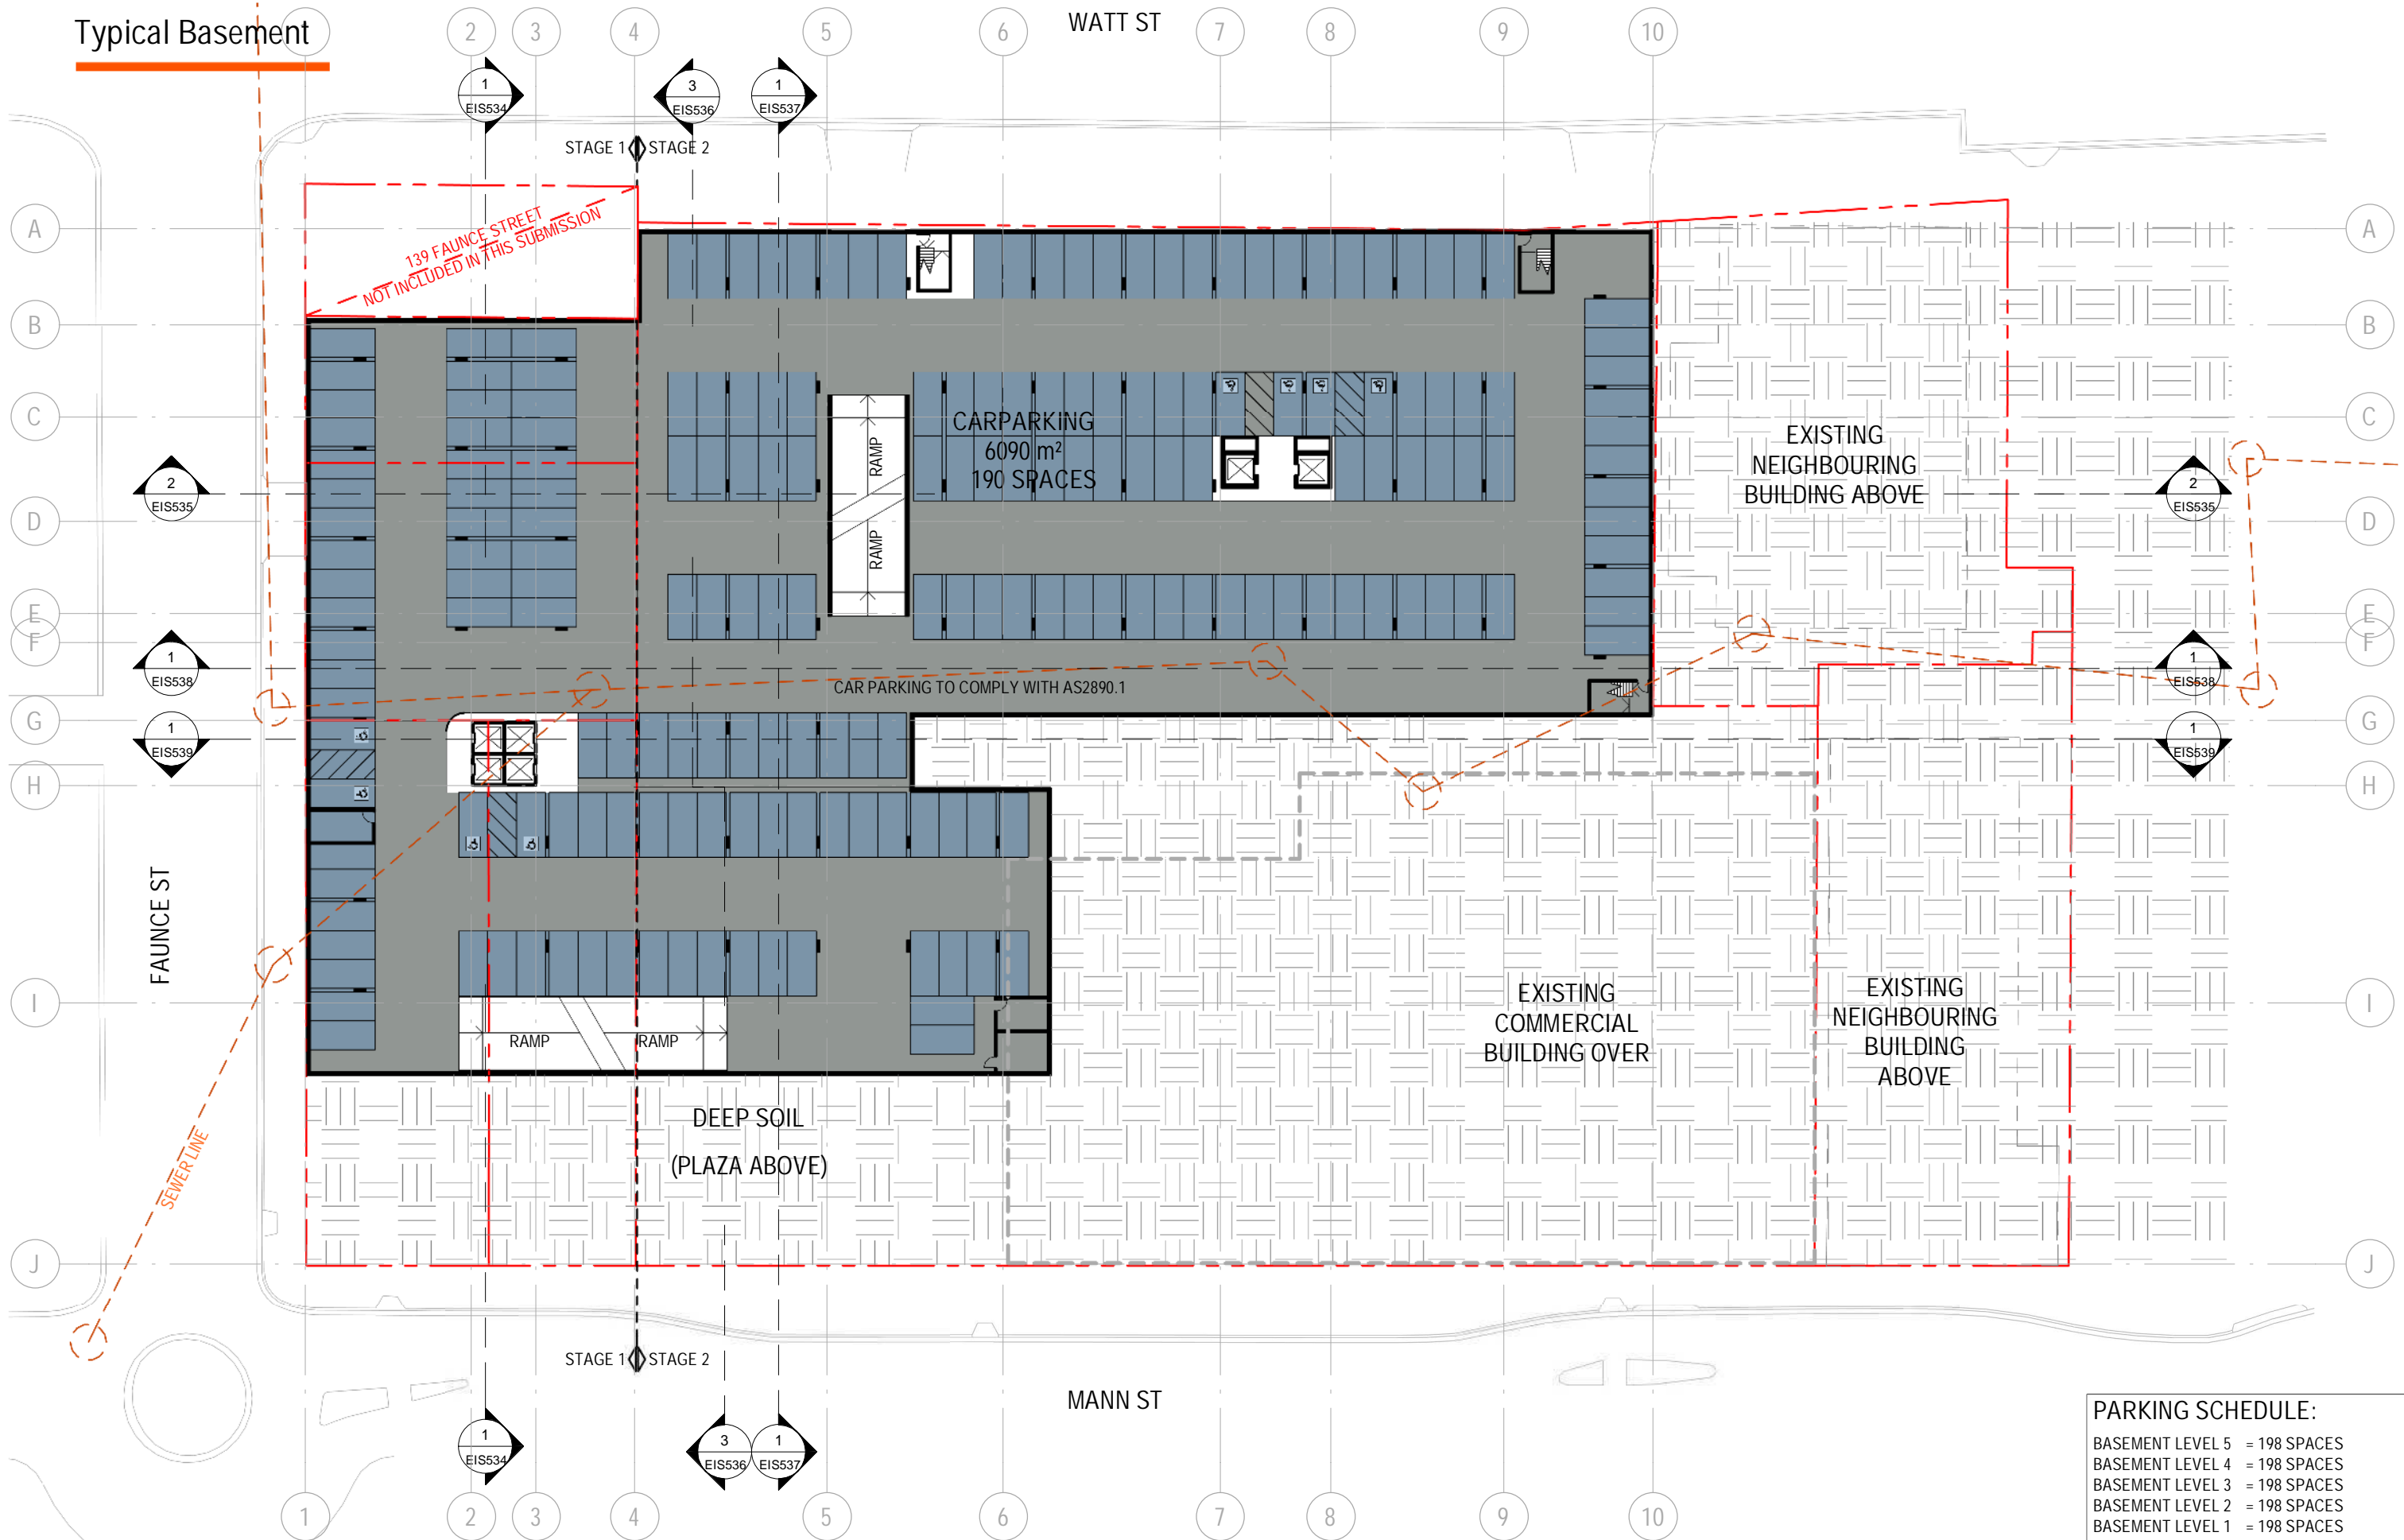 Typical Basement
WATT ST
1
2
3
4
5
6
7
8
9
10
1
EIS534
3
EIS536
1
EIS537
STAGE 1
STAGE 2
A
A
139 FAUNCE STREET
NOT INCLUDED IN THIS SUBMISSION
B
B
C
C
CARPARKING
6090 m²
190 SPACES
RAMP
RAMP
EXISTING
NEIGHBOURING
BUILDING ABOVE
2
EIS535
2
EIS535
D
D
E
E
F
F
1
EIS538
1
EIS538
CAR PARKING TO COMPLY WITH AS2890.1
G
G
1
EIS539
1
EIS539
H
H
FAUNCE ST
I
I
RAMP
RAMP
EXISTING
COMMERCIAL
BUILDING OVER
EXISTING
NEIGHBOURING
BUILDING
ABOVE
DEEP SOIL
(PLAZA ABOVE)
SEWER LINE
J
J
STAGE 1
STAGE 2
MANN ST
1
EIS534
3
EIS536
1
EIS537
1
2
3
4
5
6
7
8
9
10
PARKING SCHEDULE:
BASEMENT LEVEL 5 = 198 SPACES
BASEMENT LEVEL 4 = 198 SPACES
BASEMENT LEVEL 3 = 198 SPACES
BASEMENT LEVEL 2 = 198 SPACES
BASEMENT LEVEL 1 = 198 SPACES